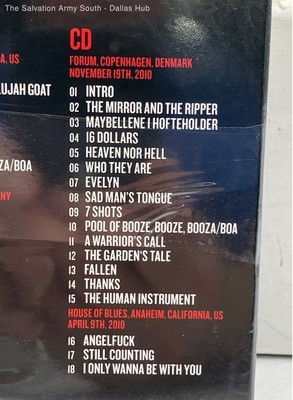 The Salvation Army South - Dallas Hub
CD
A, US
FORUM, COPENHAGEN, DENMARK
NOVEMBER 19TH, 2010
LUJAH GOAT
01 INTRO
02 THE MIRROR AND THE RIPPER
03 MAYBELLENE I HOFTEHOLDER
04 16 DOLLARS
05 HEAVEN NOR HELL
ZA/BOA
06 WHO THEY ARE
07 EVELYN
NY
08 SAD MAN'S TONGUE
09 7 SHOTS
10 POOL OF BOOZE, BOOZE, BOOZA/BOA
11 A WARRIOR'S CALL
12 THE GARDEN'S TALE
13 FALLEN
14 THANKS
15 THE HUMAN INSTRUMENT
HOUSE OF BLUES, ANAHEIM, CALIFORNIA, US
APRIL 9TH, 2010
16 ANGELFUCK
17 STILL COUNTING
18 I ONLY WANNA BE WITH YOU